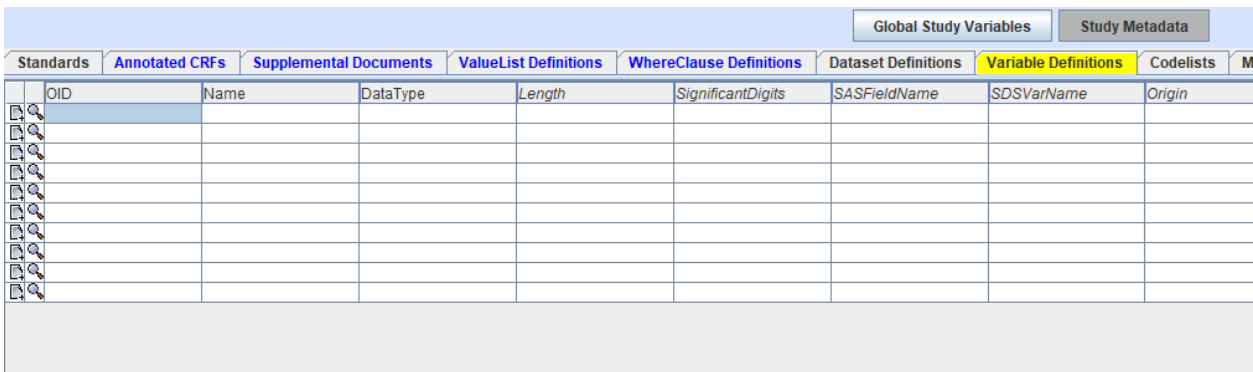 Global Study Variables Study Metadata
Standards Annotated CRFs Supplemental Documents ValueList Definitions WhereClause Definitions Dataset Definitions Variable Definitions Codelists M
OID Name DataType Length SignificantDigits SASFieldName SDSVarName Origin